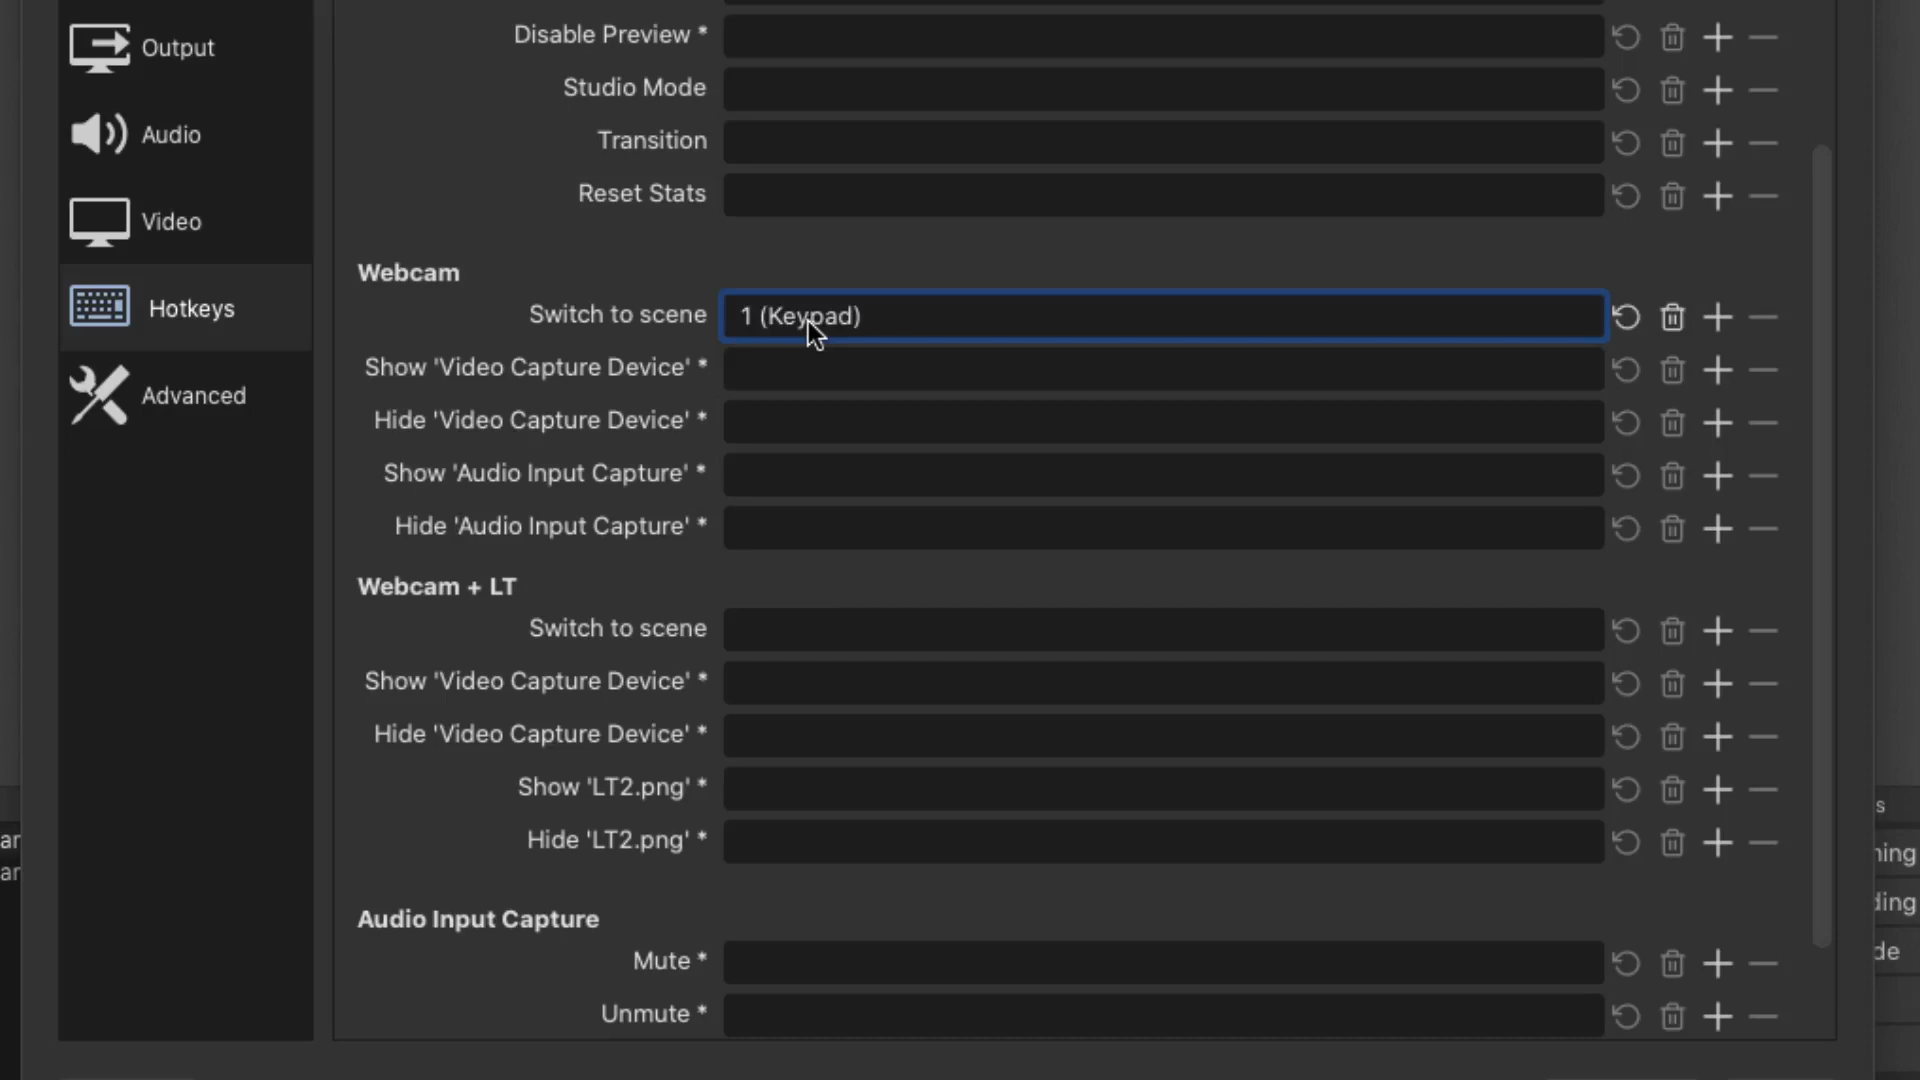 Output
Audio
Video
Hotkeys
Advanced
Disable Preview *
Studio Mode
Transition
Reset Stats
Webcam
Switch to scene 1 (Keypad)
Show 'Video Capture Device' *
Hide 'Video Capture Device' *
Show 'Audio Input Capture' *
Hide 'Audio Input Capture' *
Webcam + LT
Switch to scene
Show 'Video Capture Device' *
Hide 'Video Capture Device' *
Show 'LT2.png' *
Hide 'LT2.png' *
Audio Input Capture
Mute *
Unmute *